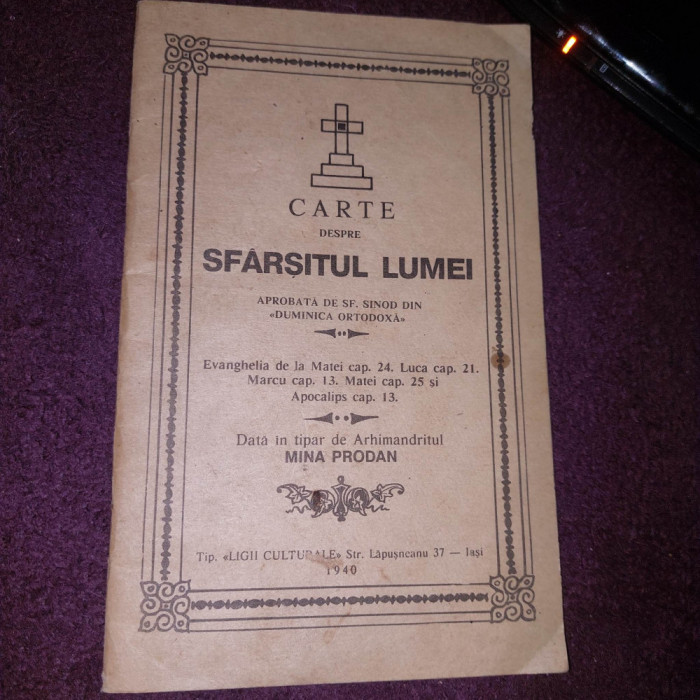 CARTE
DESPRE
SFÂRȘITUL LUMEI
APROBATĂ DE SF. SINOD DIN
«DUMINICA ORTODOXĂ»
Evanghelia de la Matei cap. 24. Luca cap. 21.
Marcu cap. 13. Matei cap. 25 și
Apocalips cap. 13.
Dată in tipar de Arhimandritul
MINA PRODAN
Tip. «LIGII CULTURALE» Str. Lăpușneanu 37 — Iași
1940